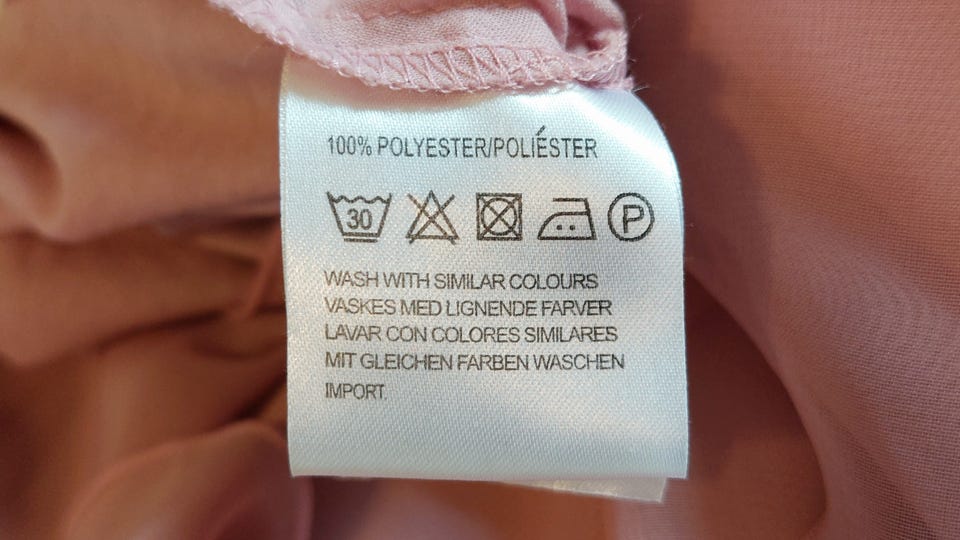 100% POLYESTER/POLIÉSTER
30 P
WASH WITH SIMILAR COLOURS
VASKES MED LIGNENDE FARVER
LAVAR CON COLORES SIMILARES
MIT GLEICHEN FARBEN WASCHEN
IMPORT.